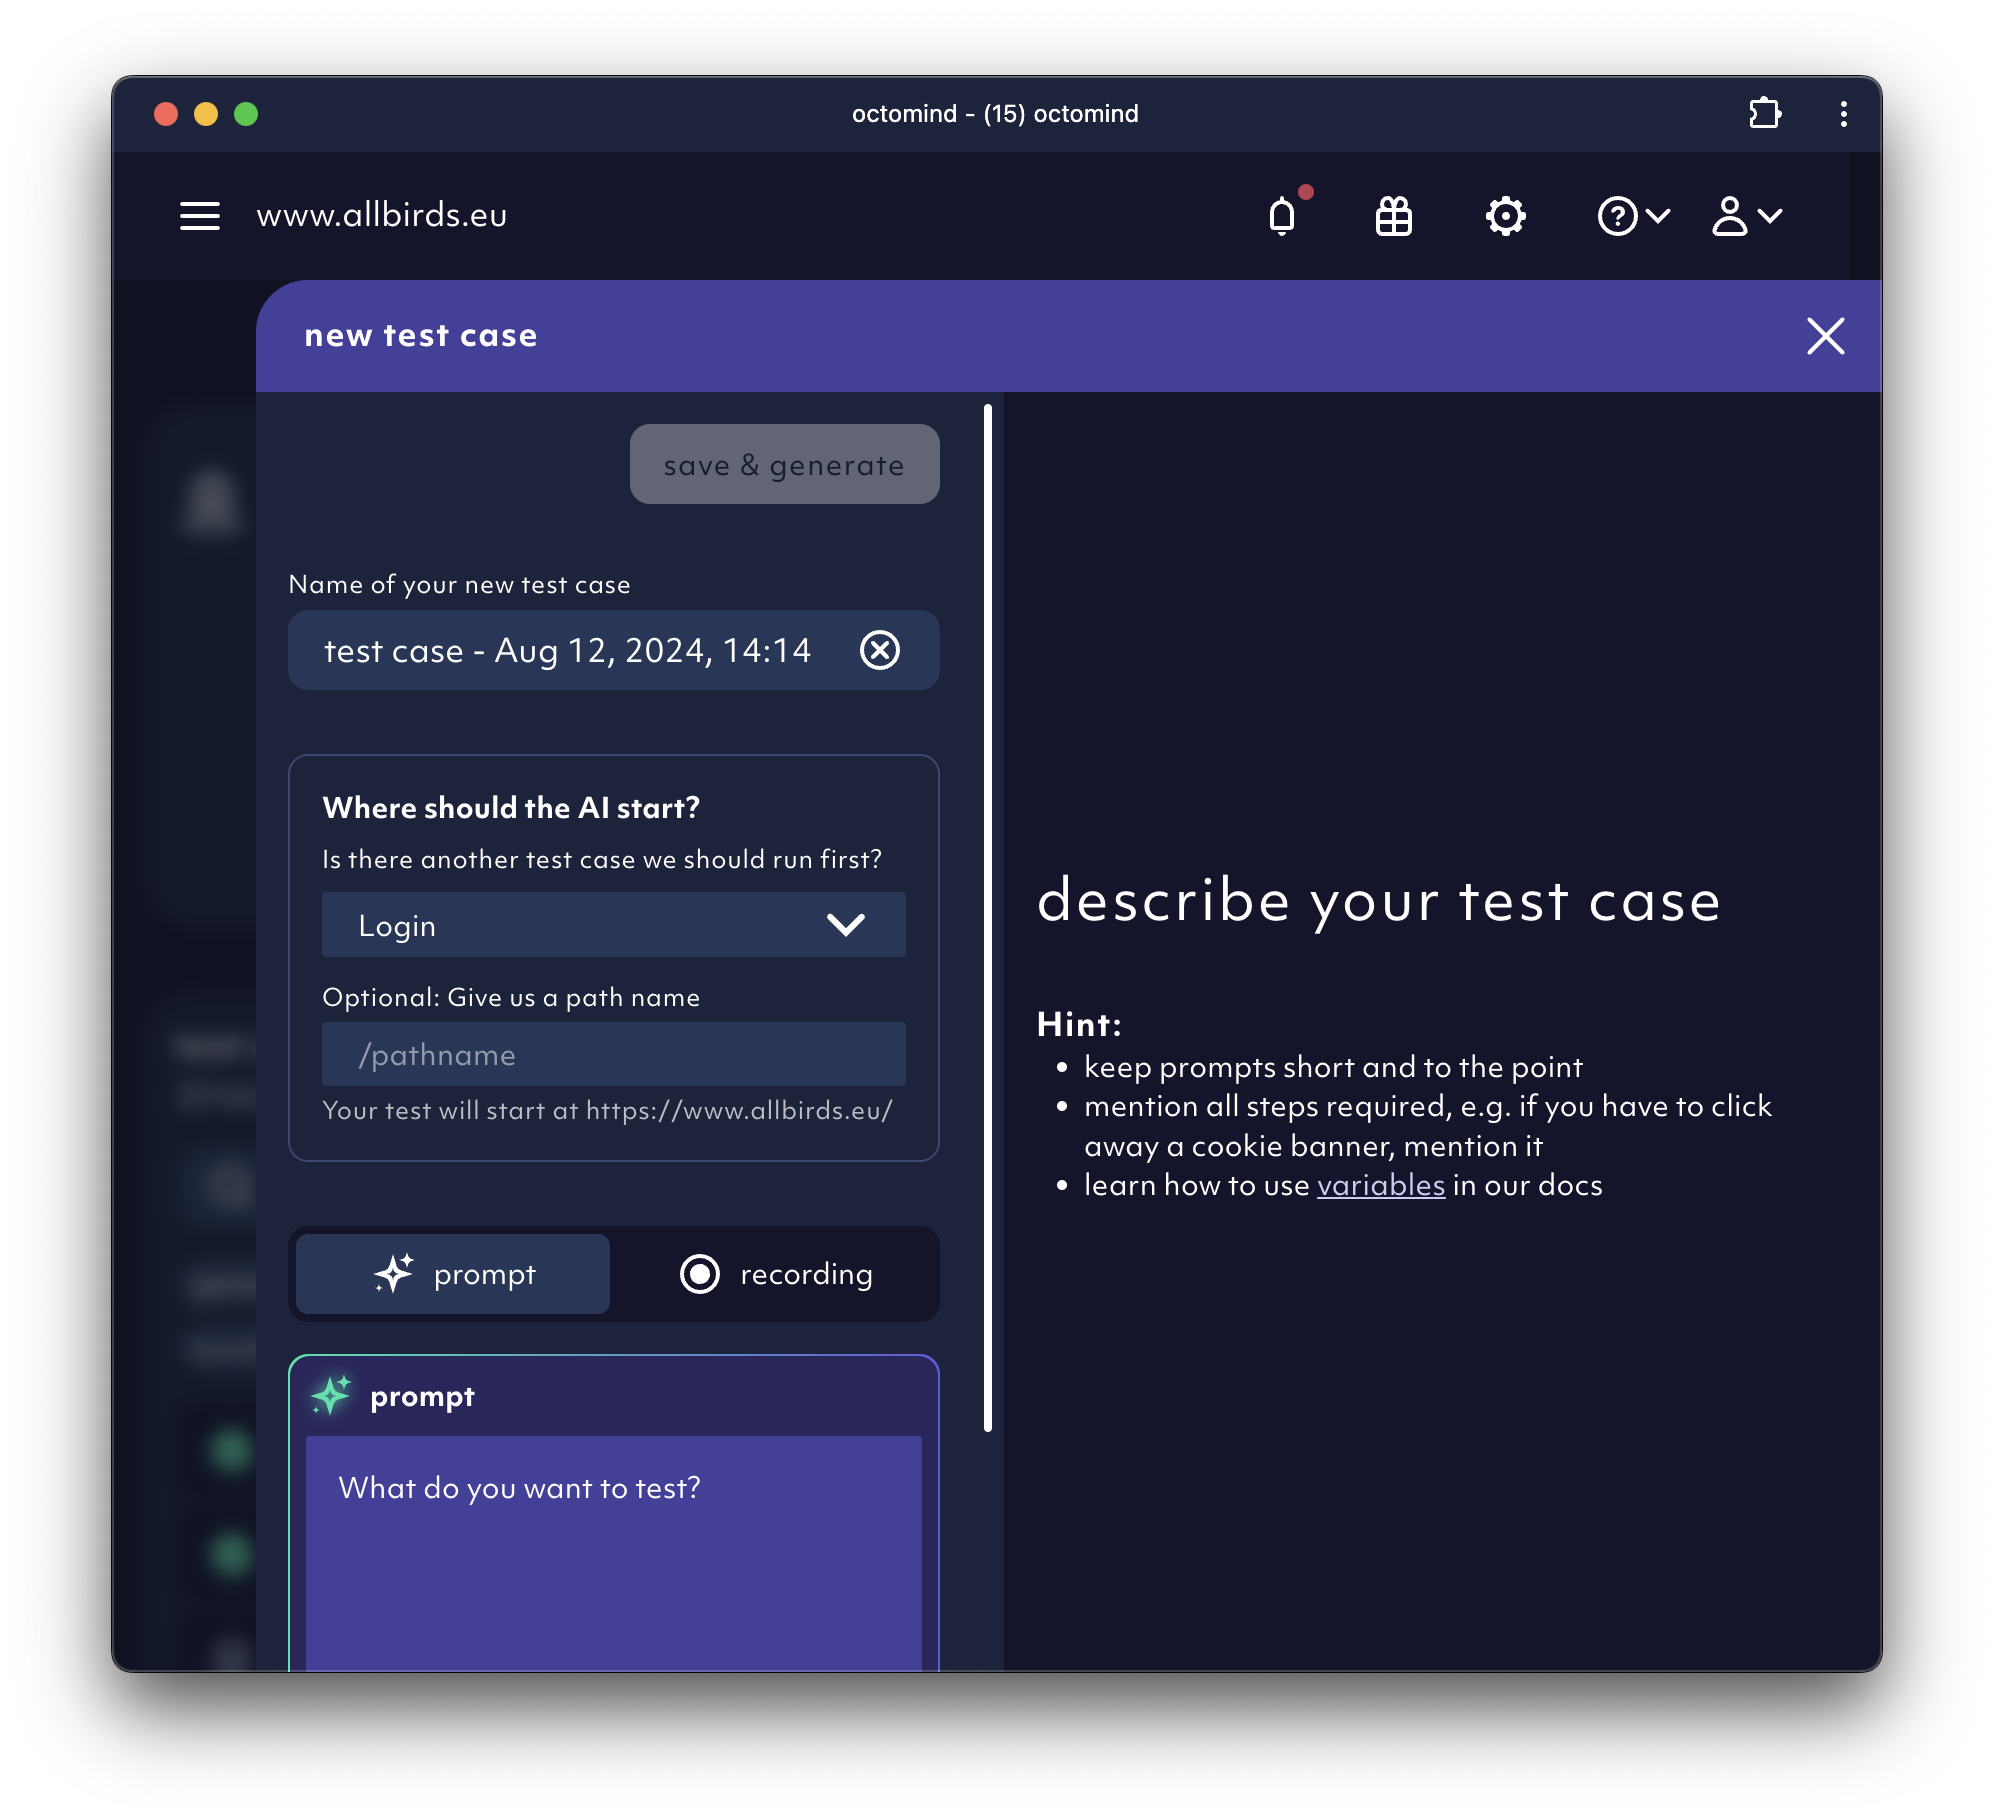 octomind - (15) octomind
www.allbirds.eu
new test case
save & generate
Name of your new test case
test case - Aug 12, 2024, 14:14
Where should the AI start?
Is there another test case we should run first?
Login
Optional: Give us a path name
/pathname
Your test will start at https://www.allbirds.eu/
prompt
recording
prompt
What do you want to test?
describe your test case
Hint:
• keep prompts short and to the point
• mention all steps required, e.g. if you have to click
away a cookie banner, mention it
• learn how to use variables in our docs